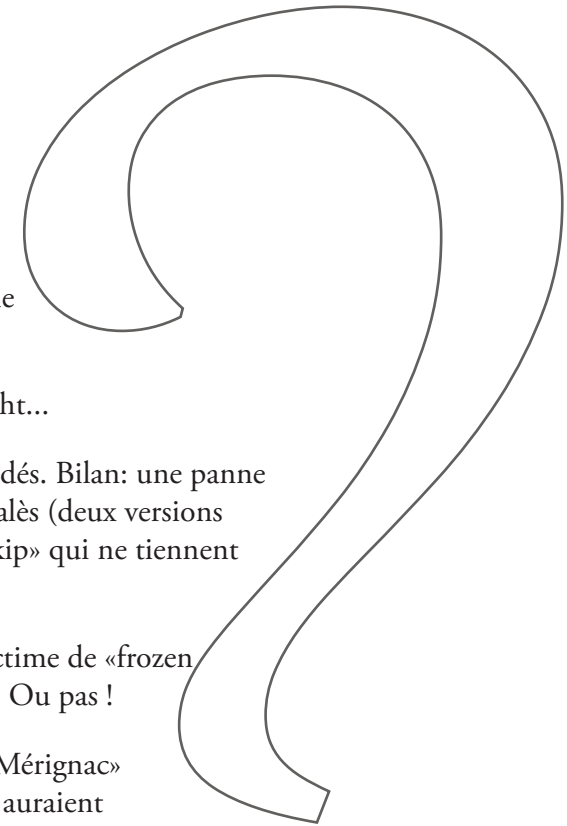 e
ht...
dés. Bilan: une panne
alès (deux versions
kip» qui ne tiennent
ctime de «frozen
Ou pas !
Mérignac»
auraient